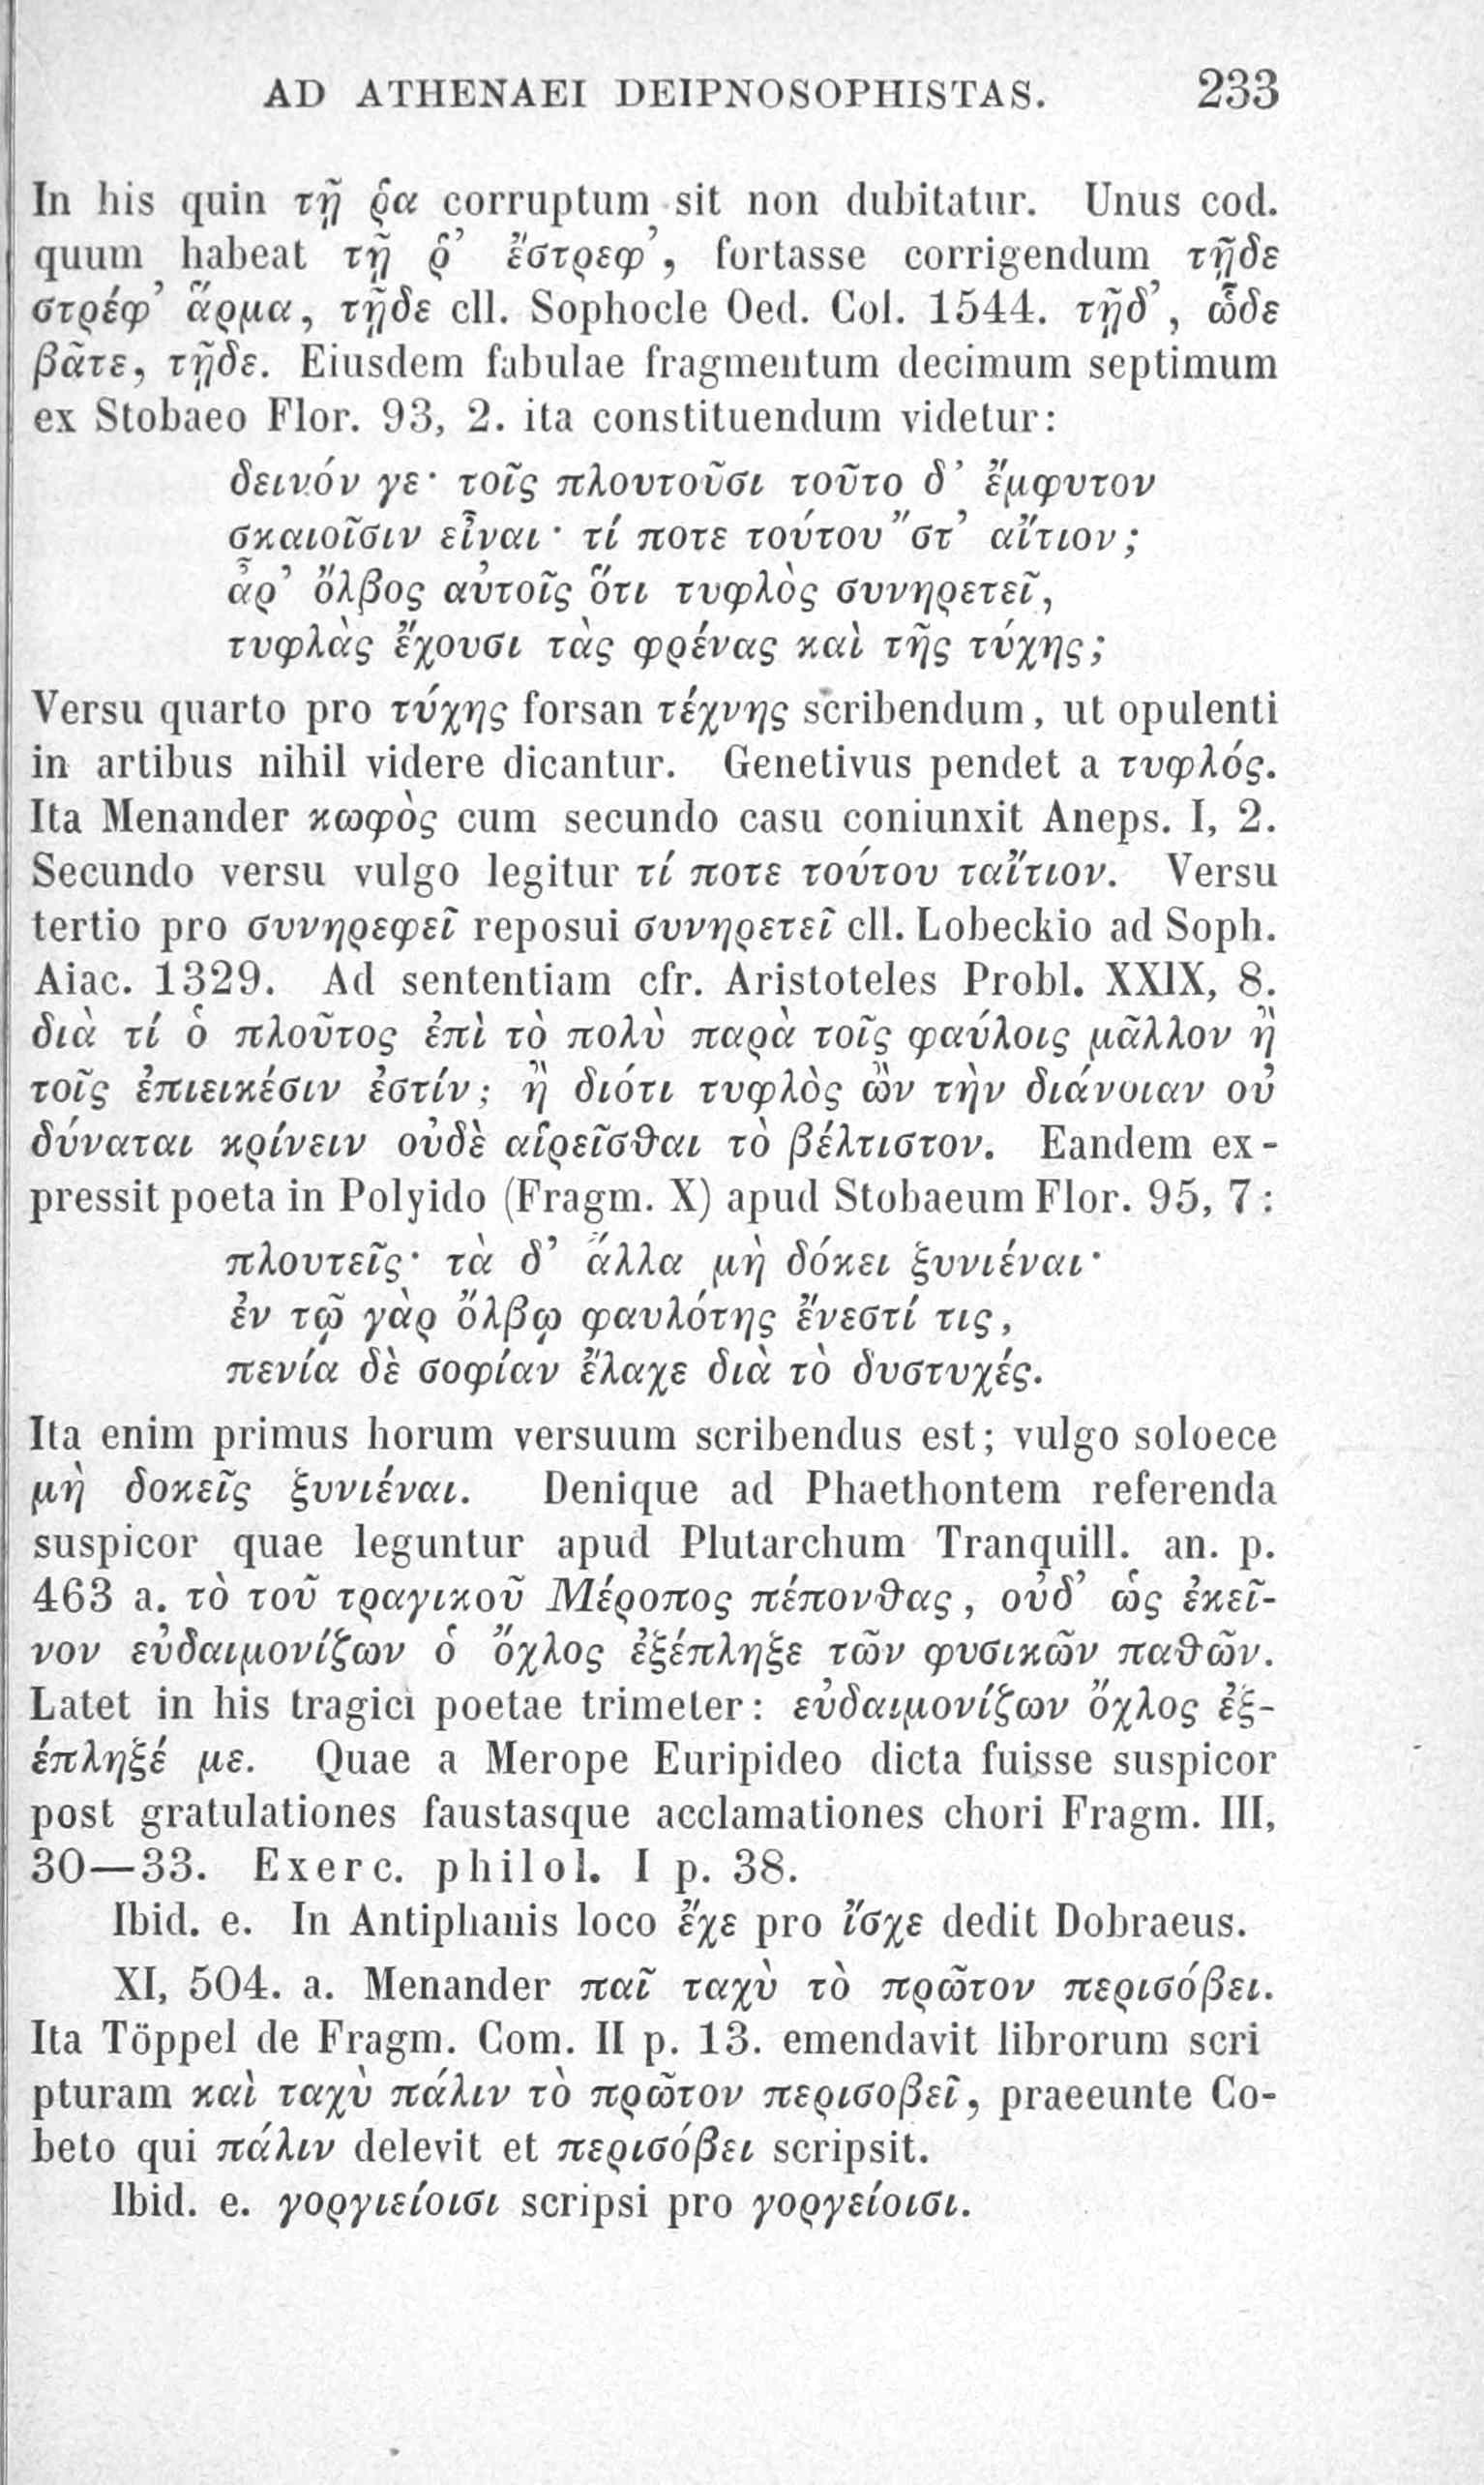 AD ATHENAEI DEIPNOSOPHISTAS. 233
In his quin τῇ ῥα corruptum sit non dubitatur. Unus cod.
quum habeat τῇ ῥ’ ἔστρεφ’, fortasse corrigendum τῇδε
στρέφ’ ἅρμα, τῇδε cll. Sophocle Oed. Col. 1544. τῇδ’, ὧδε
βᾶτε, τῇδε. Eiusdem fabulae fragmentum decimum septimum
ex Stobaeo Flor. 93, 2. ita constituendum videtur:
δεινόν γε· τοῖς πλουτοῦσι τοῦτο δ’ ἔμφυτον
σκαιοῖσιν εἶναι· τί ποτε τούτου ʼ́στ’ αἴτιον;
ἆρ’ ὄλβος αὐτοῖς ὅτι τυφλὸς συνηρετεῖ,
τυφλὰς ἔχουσι τὰς φρένας καὶ τῆς τύχης;
Versu quarto pro τύχης forsan τέχνης scribendum, ut opulenti
in artibus nihil videre dicantur. Genetivus pendet a τυφλός.
Ita Menander κωφὸς cum secundo casu coniunxit Aneps. I, 2.
Secundo versu vulgo legitur τί ποτε τούτου ταἴτιον. Versu
tertio pro συνηρεφεῖ reposui συνηρετεῖ cll. Lobeckio ad Soph.
Aiac. 1329. Ad sententiam cfr. Aristoteles Probl. XXIX, 8.
διὰ τί ὁ πλοῦτος ἐπὶ τὸ πολὺ παρὰ τοῖς φαύλοις μᾶλλον ἢ
τοῖς ἐπιεικέσιν ἐστίν; ἢ διότι τυφλὸς ὢν τὴν διάνοιαν οὐ
δύναται κρίνειν οὐδὲ αἱρεῖσθαι τὸ βέλτιστον. Eandem ex-
pressit poeta in Polyido (Fragm. X) apud Stobaeum Flor. 95, 7:
πλουτεῖς· τὰ δ’ ἄλλα μὴ δόκει ξυνιέναι·
ἐν τῷ γὰρ ὄλβῳ φαυλότης ἔνεστί τις,
πενία δὲ σοφίαν ἔλαχε διὰ τὸ δυστυχές.
Ita enim primus horum versuum scribendus est; vulgo soloece
μὴ δοκεῖς ξυνιέναι. Denique ad Phaethontem referenda
suspicor quae leguntur apud Plutarchum Tranquill. an. p.
463 a. τὸ τοῦ τραγικοῦ Μέροπος πέπονθας, οὐδ’ ὡς ἐκεῖ-
νον εὐδαιμονίζων ὁ ὄχλος ἐξέπληξε τῶν φυσικῶν παθῶν.
Latet in his tragici poetae trimeter: εὐδαιμονίζων ὄχλος ἐξ-
έπληξέ με. Quae a Merope Euripideo dicta fuisse suspicor
post gratulationes faustasque acclamationes chori Fragm. III,
30—33. Exerc. philol. I p. 38.
Ibid. e. In Antiphanis loco ἔχε pro ἴσχε dedit Dobraeus.
XI, 504. a. Menander παῖ ταχὺ τὸ πρῶτον περισόβει.
Ita Töppel de Fragm. Com. II p. 13. emendavit librorum scri
pturam καὶ ταχὺ πάλιν τὸ πρῶτον περισοβεῖ, praeeunte Co-
beto qui πάλιν delevit et περισόβει scripsit.
Ibid. e. γοργιείοισι scripsi pro γοργείοισι.